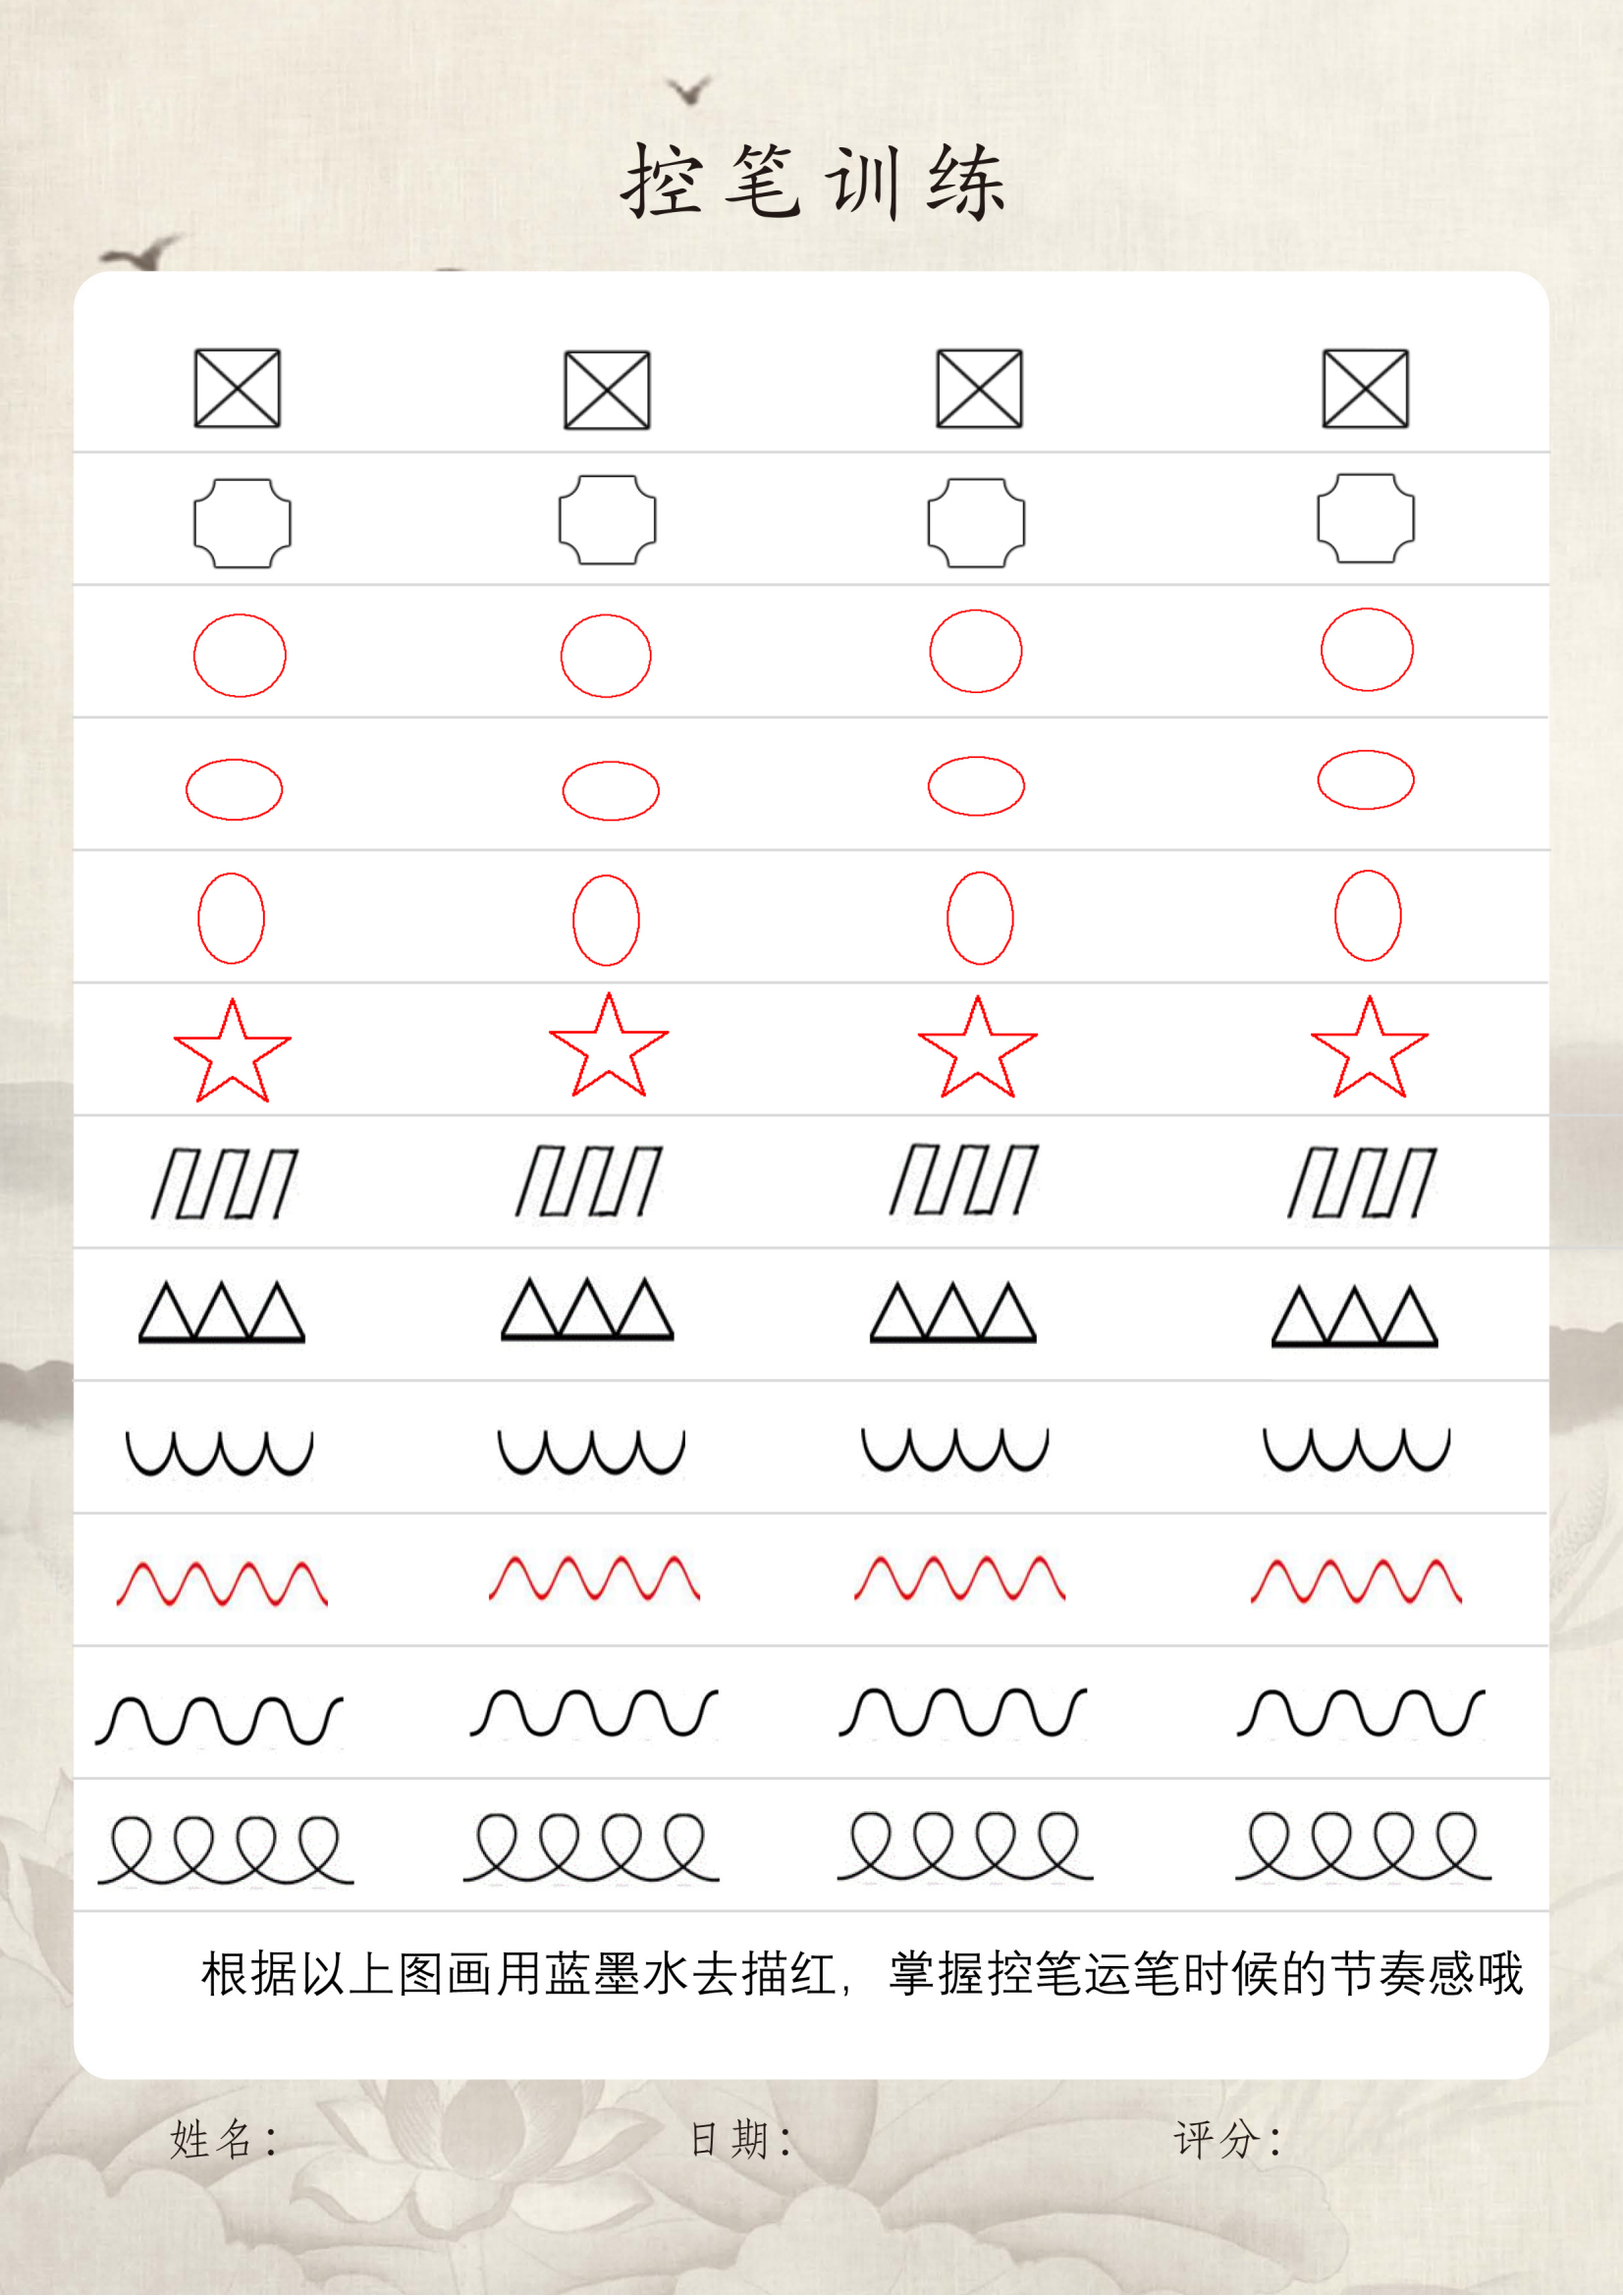 控笔训练
根据以上图画用蓝墨水去描红，掌握控笔运笔时候的节奏感哦
姓名：
日期：
评分：